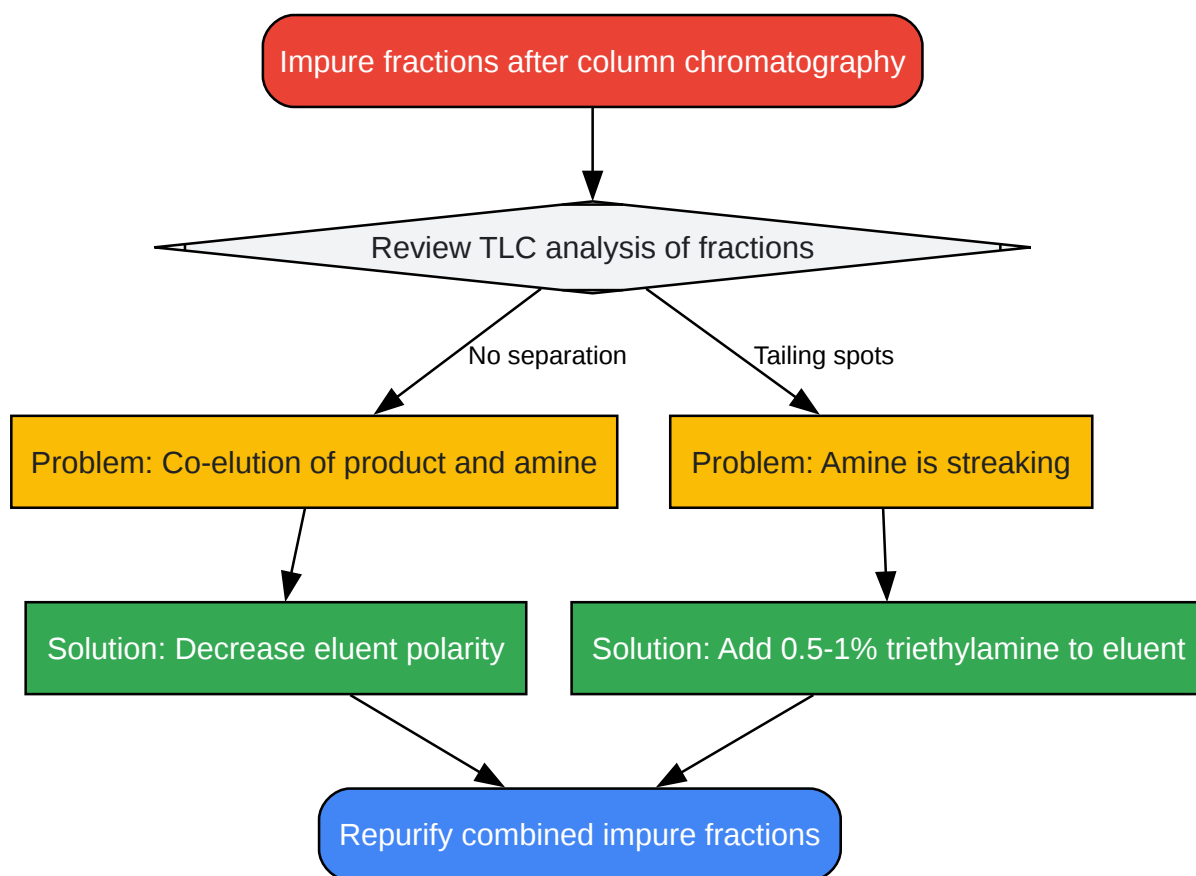 Impure fractions after column chromatography
Review TLC analysis of fractions
No separation
Tailing spots
Problem: Co-elution of product and amine
Problem: Amine is streaking
Solution: Decrease eluent polarity
Solution: Add 0.5-1% triethylamine to eluent
Repurify combined impure fractions